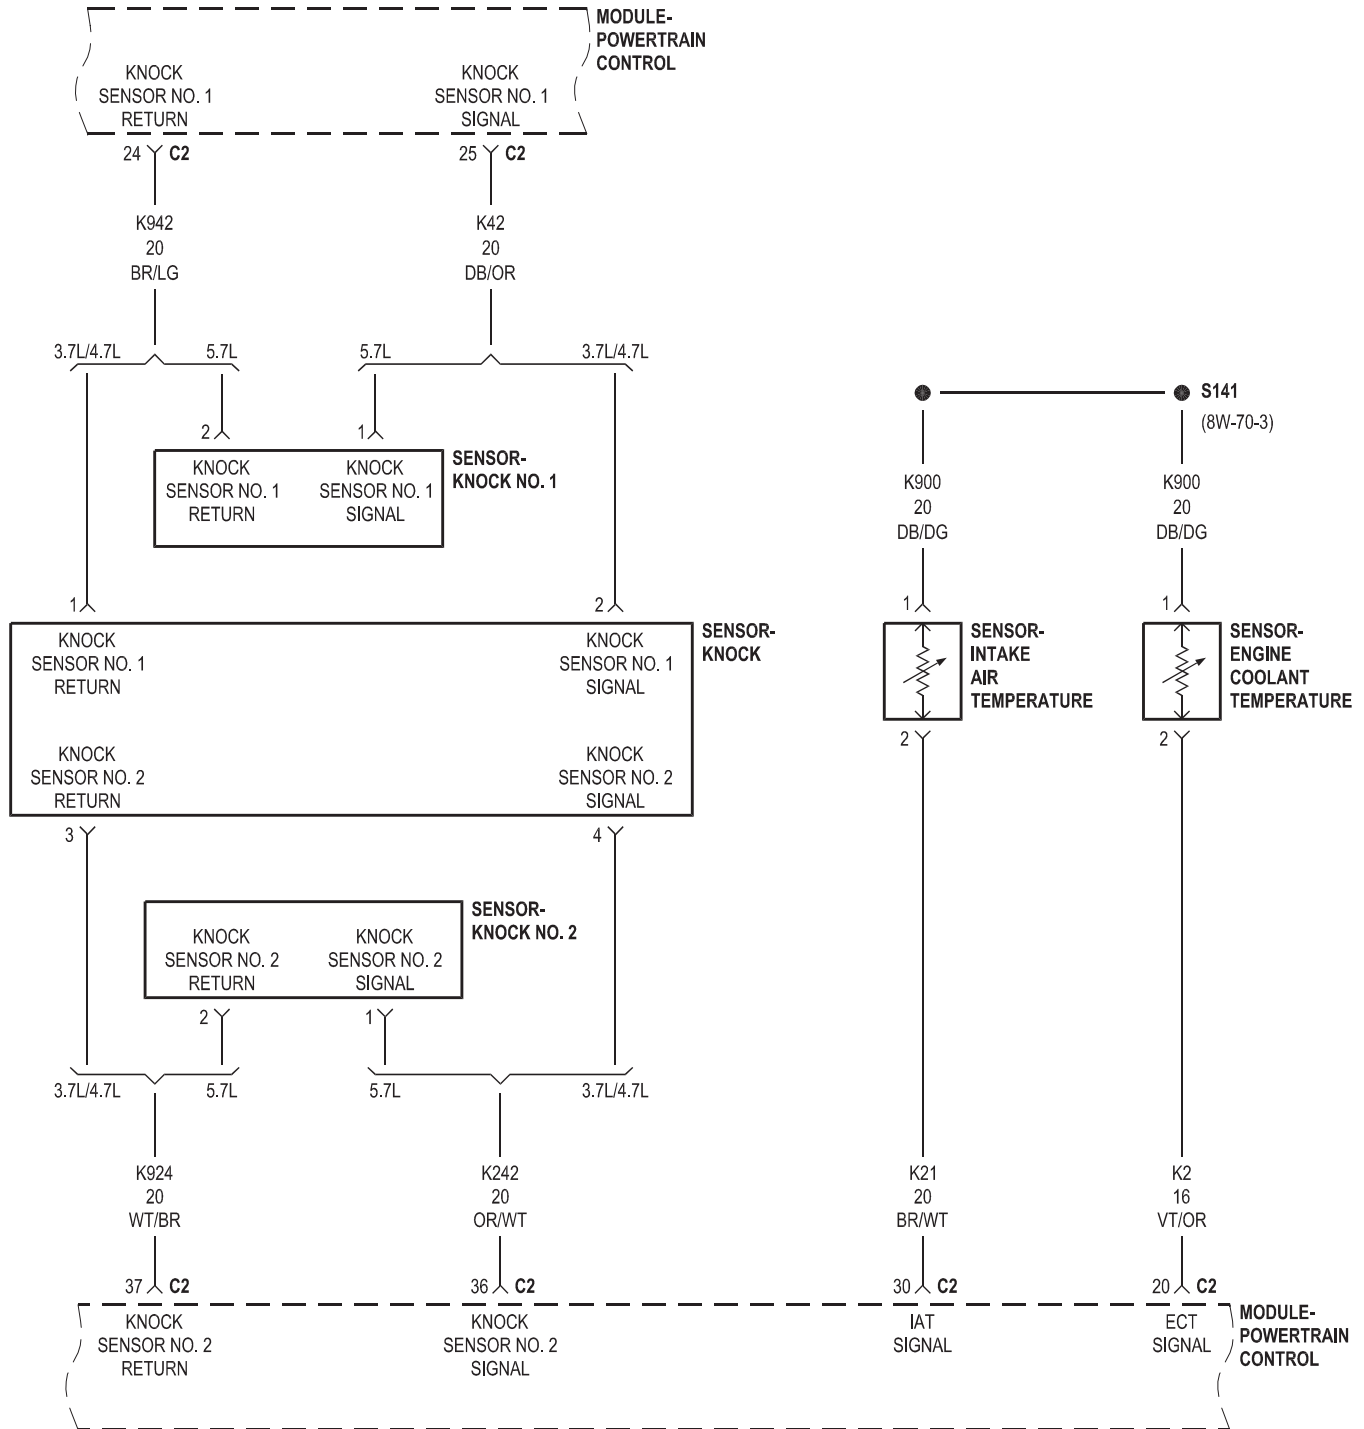 MODULE-
POWERTRAIN
CONTROL
KNOCK
SENSOR NO. 1
RETURN
KNOCK
SENSOR NO. 1
SIGNAL
24 C2
25 C2
K942
20
BR/LG
K42
20
DB/OR
3.7L/4.7L
5.7L
5.7L
3.7L/4.7L
S141
(8W-70-3)
2
1
SENSOR-
KNOCK NO. 1
KNOCK
SENSOR NO. 1
RETURN
KNOCK
SENSOR NO. 1
SIGNAL
K900
20
DB/DG
K900
20
DB/DG
1
2
1
1
SENSOR-
KNOCK
KNOCK
SENSOR NO. 1
RETURN
KNOCK
SENSOR NO. 1
SIGNAL
SENSOR-
INTAKE
AIR
TEMPERATURE
SENSOR-
ENGINE
COOLANT
TEMPERATURE
2
2
KNOCK
SENSOR NO. 2
RETURN
KNOCK
SENSOR NO. 2
SIGNAL
3
4
SENSOR-
KNOCK NO. 2
KNOCK
SENSOR NO. 2
RETURN
KNOCK
SENSOR NO. 2
SIGNAL
2
1
3.7L/4.7L
5.7L
5.7L
3.7L/4.7L
K924
20
WT/BR
K242
20
OR/WT
K21
20
BR/WT
K2
16
VT/OR
37 C2
36 C2
30 C2
20 C2
KNOCK
SENSOR NO. 2
RETURN
KNOCK
SENSOR NO. 2
SIGNAL
IAT
SIGNAL
ECT
SIGNAL
MODULE-
POWERTRAIN
CONTROL